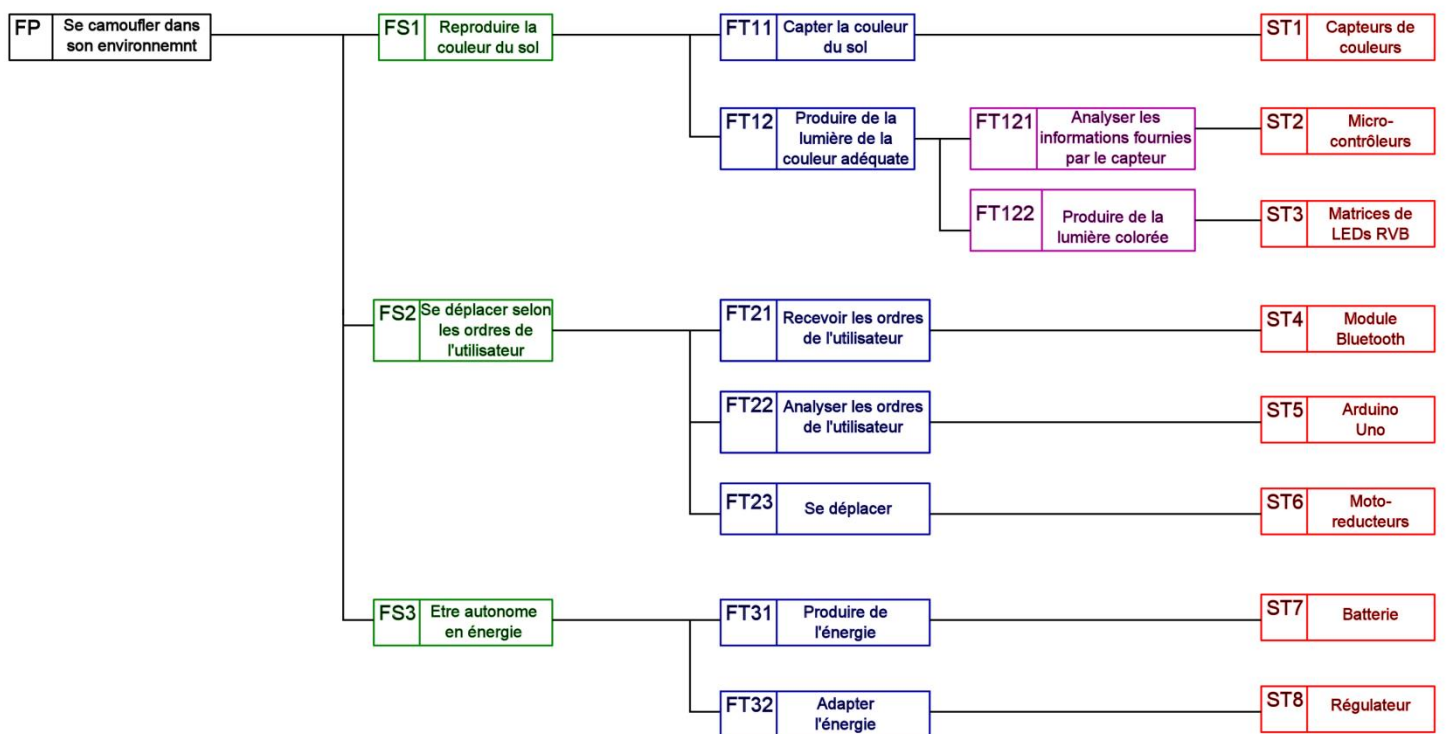 FP
Se camoufler dans
son environnemnt
FS1
Reproduire la
couleur du sol
FT11
Capter la couleur
du sol
ST1
Capteurs de
couleurs
FT12
Produire de la
lumière de la
couleur adéquate
FT121
Analyser les
informations fournies
par le capteur
ST2
Micro-
contrôleurs
FT122
Produire de la
lumière colorée
ST3
Matrices de
LEDs RVB
FS2
Se déplacer selon
les ordres de
l'utilisateur
FT21
Recevoir les ordres
de l'utilisateur
ST4
Module
Bluetooth
FT22
Analyser les ordres
de l'utilisateur
ST5
Arduino
Uno
FT23
Se déplacer
ST6
Moto-
reducteurs
FS3
Etre autonome
en énergie
FT31
Produire de
l'énergie
ST7
Batterie
FT32
Adapter
l'énergie
ST8
Régulateur